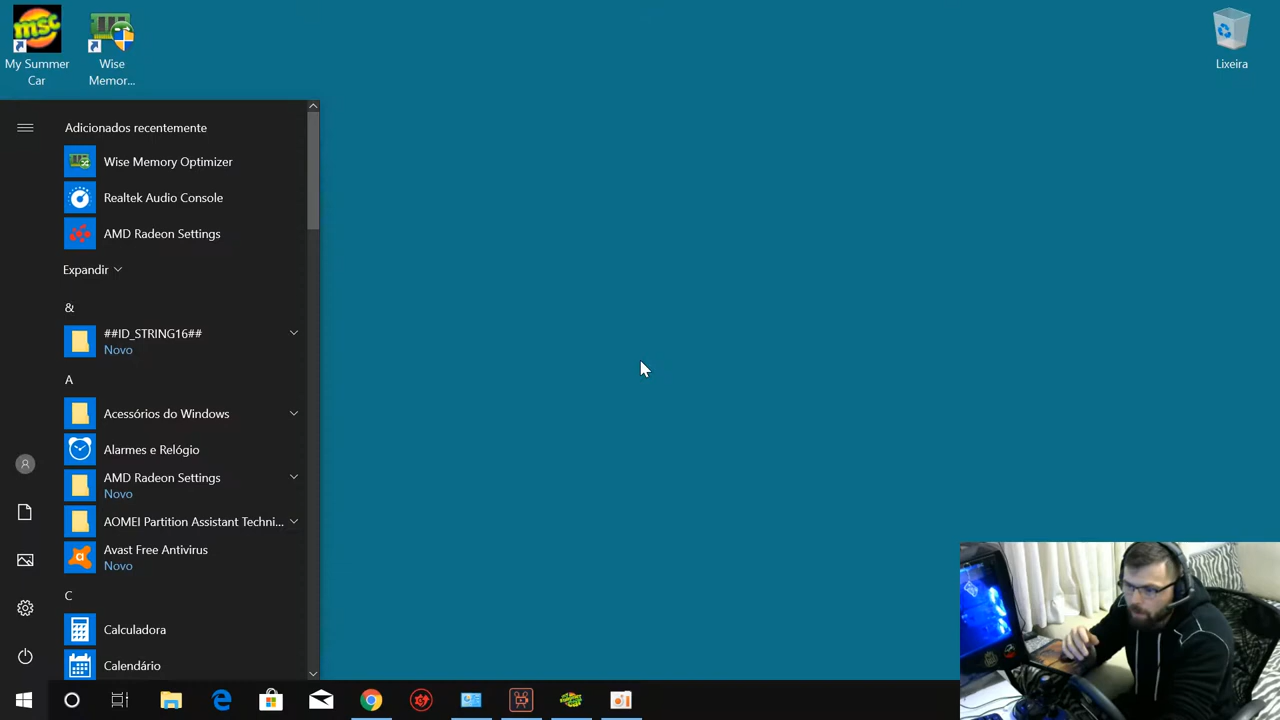 msc
My Summer
Car
Wise
Memor...
Lixeira
Adicionados recentemente
Wise Memory Optimizer
Realtek Audio Console
AMD Radeon Settings
Expandir
&
##ID_STRING16##
Novo
A
Acessórios do Windows
Alarmes e Relógio
AMD Radeon Settings
Novo
AOMEI Partition Assistant Techni...
Avast Free Antivirus
Novo
C
Calculadora
Calendário